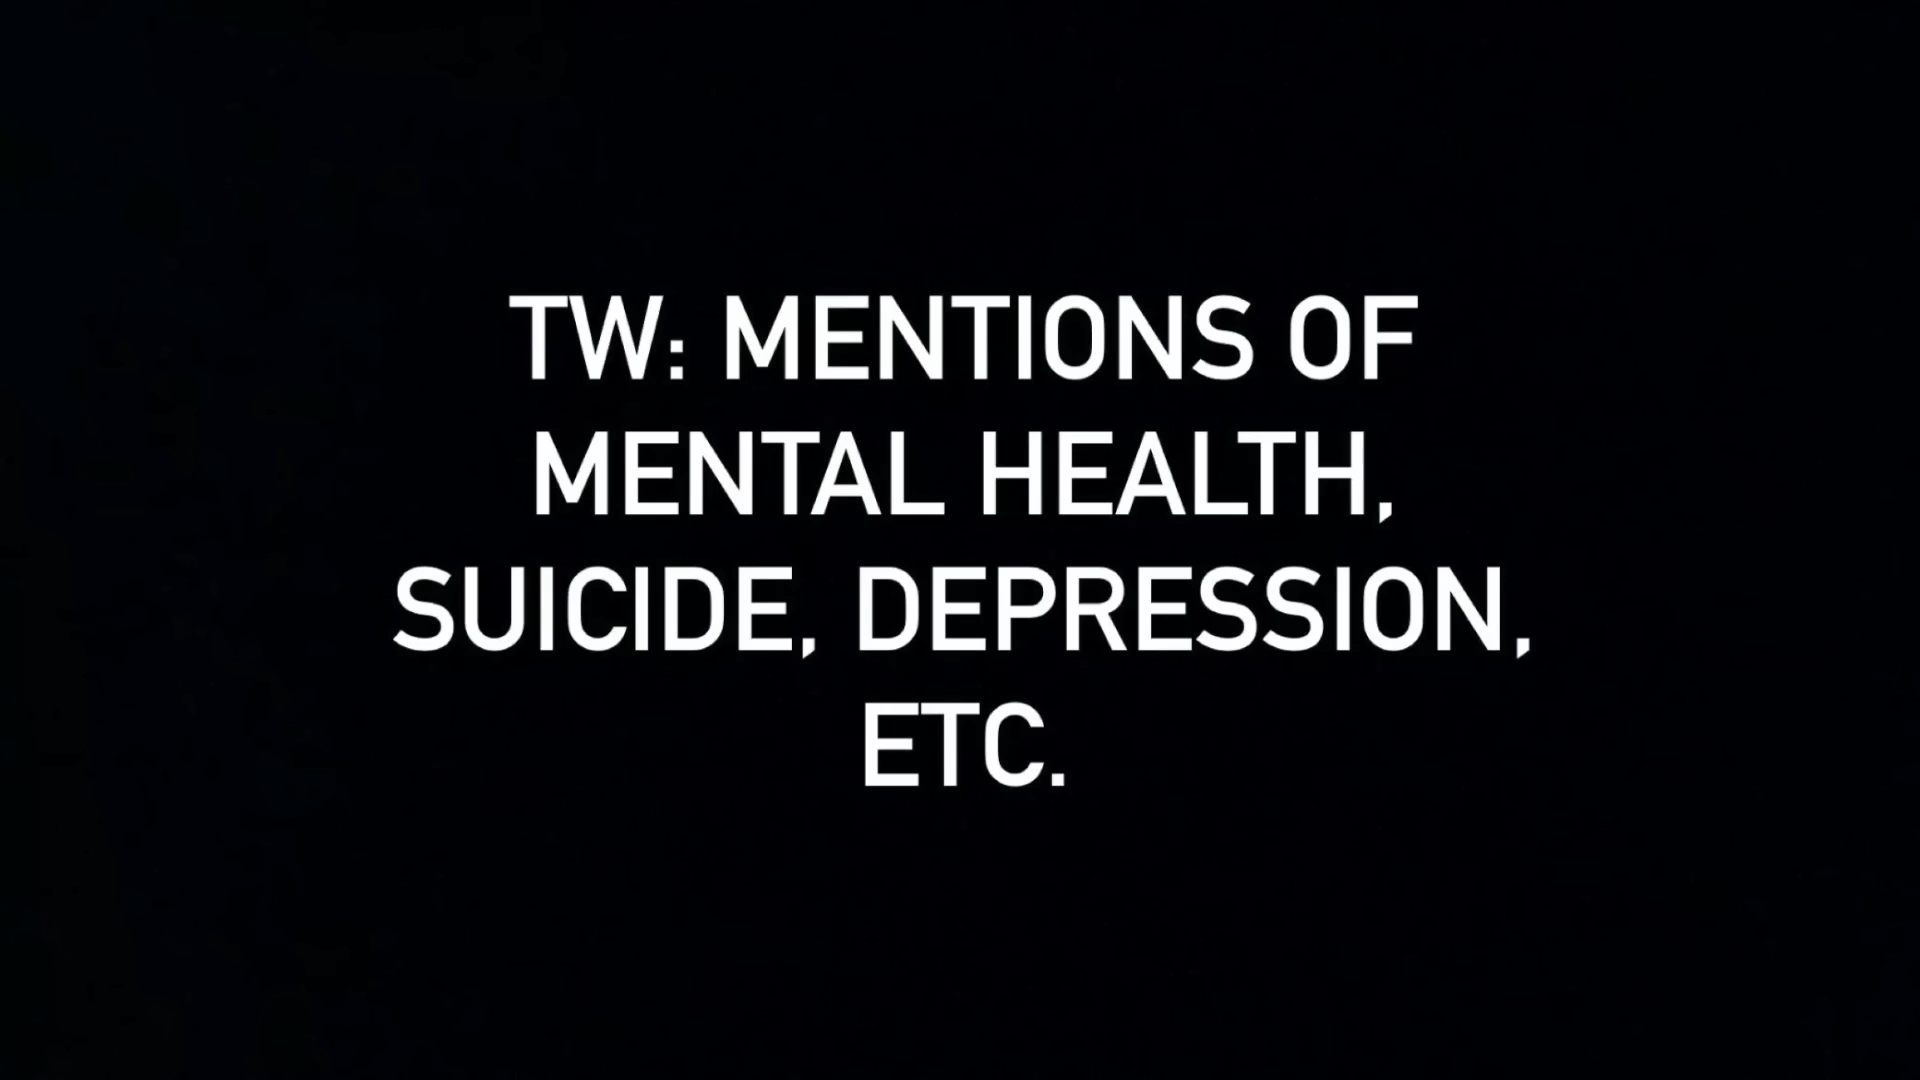 TW: MENTIONS OF
MENTAL HEALTH,
SUICIDE, DEPRESSION,
ETC.